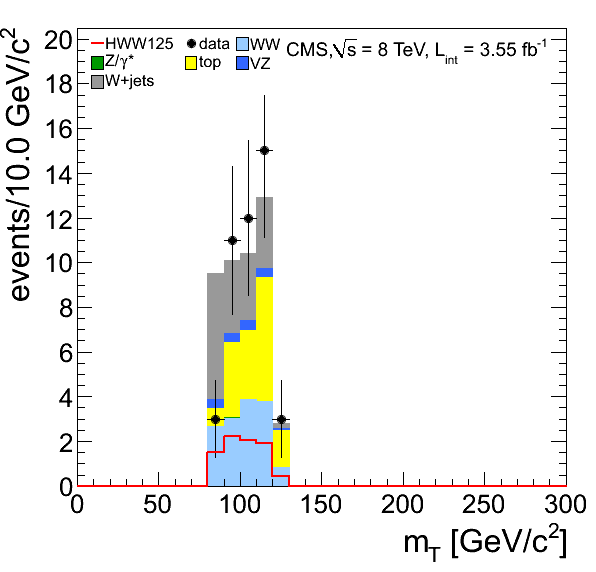 HWW125 data WW CMS,√s = 8 TeV, L_int = 3.55 fb⁻¹
Z/γ* top VZ
W+jets
events/10.0 GeV/c²
20
18
16
14
12
10
8
6
4
2
0
0 50 100 150 200 250 300
m_T [GeV/c²]